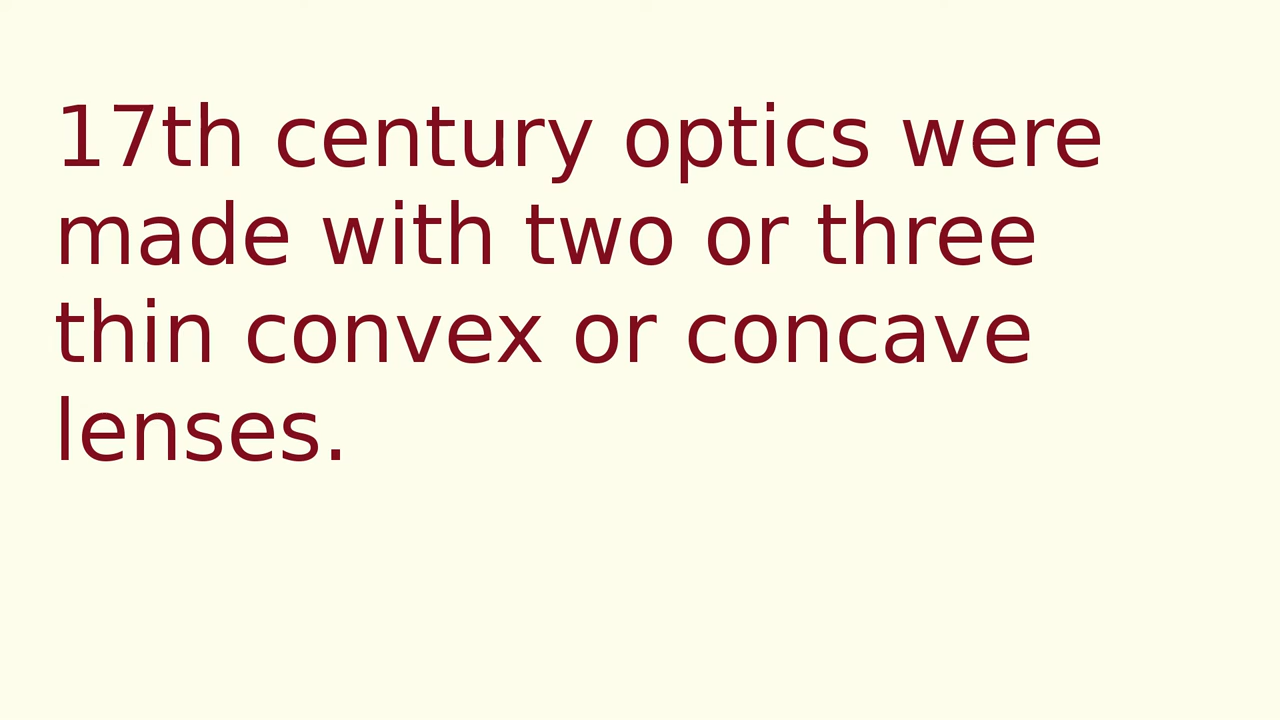 17th century optics were
made with two or three
thin convex or concave
lenses.